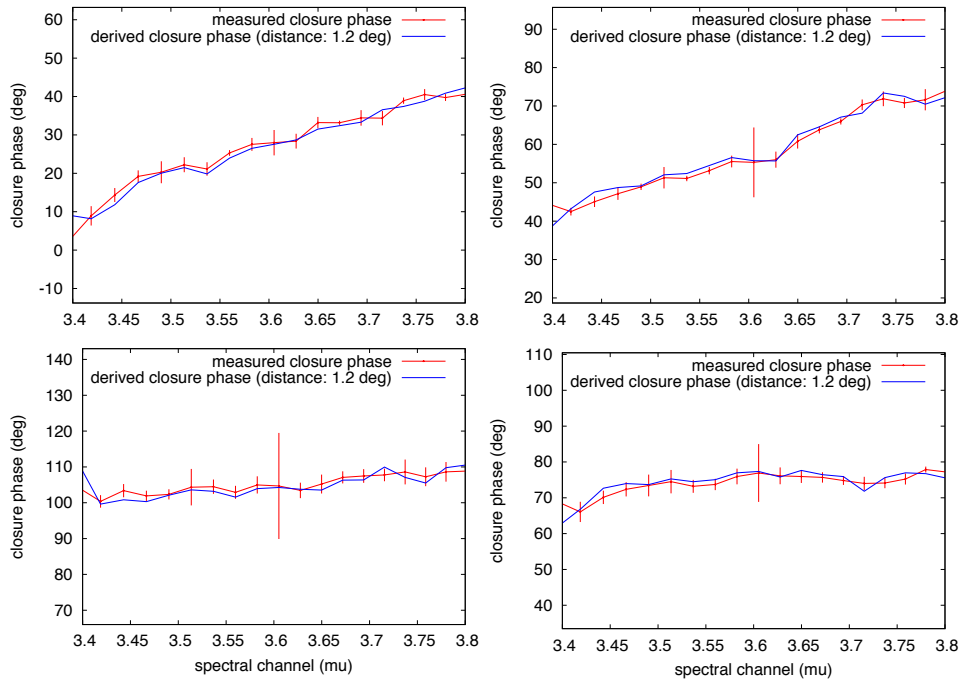 measured closure phase
derived closure phase (distance: 1.2 deg)
closure phase (deg)
60
50
40
30
20
10
0
-10
3.4 3.45 3.5 3.55 3.6 3.65 3.7 3.75 3.8
measured closure phase
derived closure phase (distance: 1.2 deg)
closure phase (deg)
90
80
70
60
50
40
30
20
3.4 3.45 3.5 3.55 3.6 3.65 3.7 3.75 3.8
measured closure phase
derived closure phase (distance: 1.2 deg)
closure phase (deg)
140
130
120
110
100
90
80
70
3.4 3.45 3.5 3.55 3.6 3.65 3.7 3.75 3.8
spectral channel (mu)
measured closure phase
derived closure phase (distance: 1.2 deg)
closure phase (deg)
110
100
90
80
70
60
50
40
3.4 3.45 3.5 3.55 3.6 3.65 3.7 3.75 3.8
spectral channel (mu)